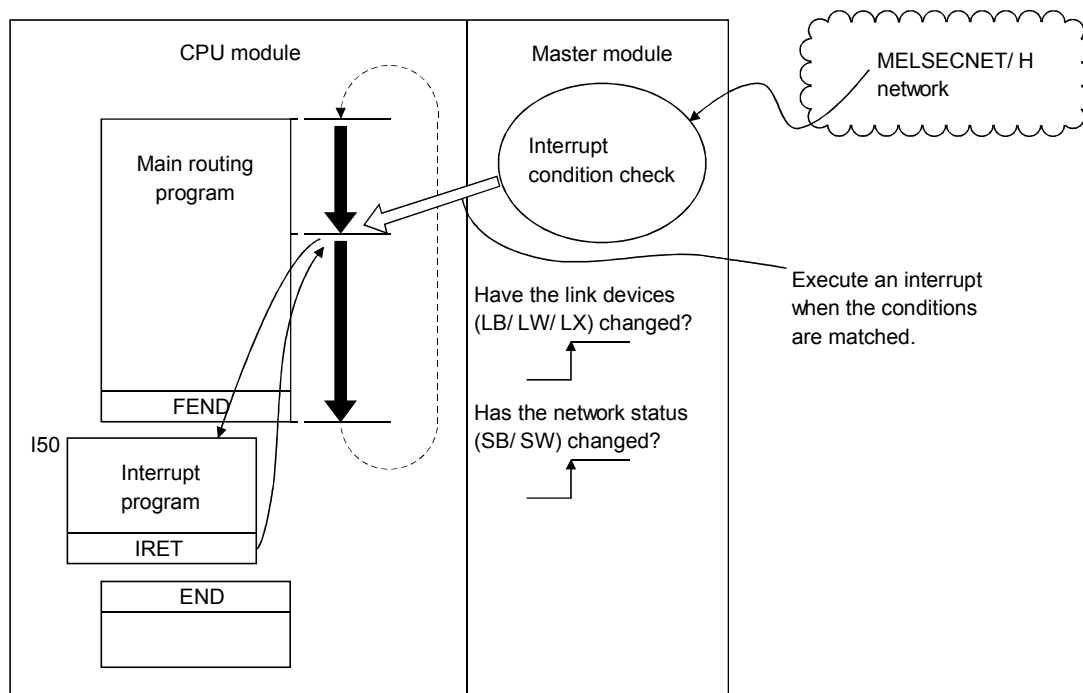 CPU module
Master module
MELSECNET/ H
network
Main routing
program
Interrupt
condition check
Execute an interrupt
when the conditions
are matched.
Have the link devices
(LB/ LW/ LX) changed?
FEND
Has the network status
(SB/ SW) changed?
I50
Interrupt
program
IRET
END